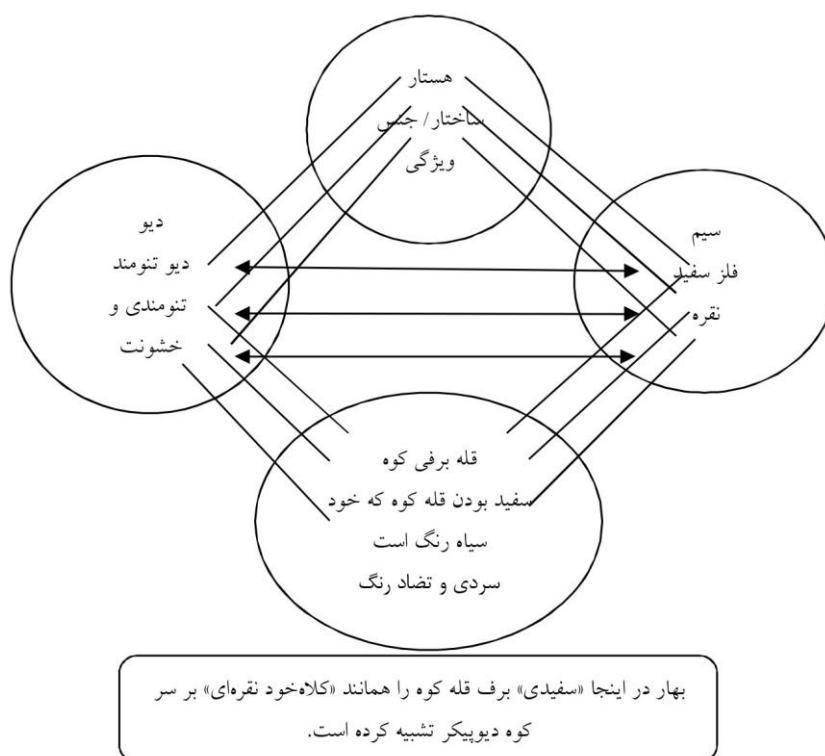 هستار
ساختار/ جنس
ویژگی
دیو
دیو تنومند
تنومندی و
خشونت
سیم
فلز سفید
نقره
قله برفی کوه
سفید بودن قله کوه که خود
سیاه رنگ است
سردی و تضاد رنگ
بهار در اینجا «سفیدی» برف قله کوه را همانند «کلاه‌خود نقره‌ای» بر سر
کوه دیوپیکر تشبیه کرده است.